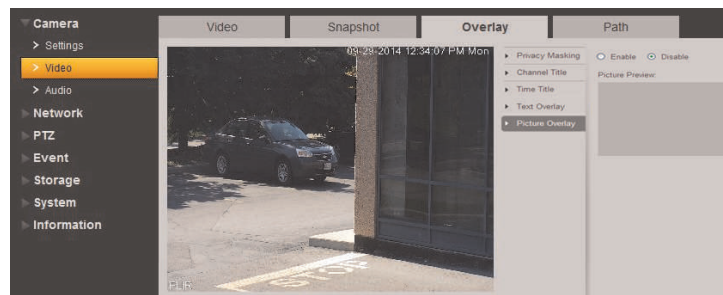 Camera
Settings
Video
Audio
Network
PTZ
Event
Storage
System
Information
Video
Snapshot
Overlay
Path
09-29-2014 12:34:07 PM Mon
STOP
FLIR
Privacy Masking
Channel Title
Time Title
Text Overlay
Picture Overlay
Enable
Disable
Picture Preview: